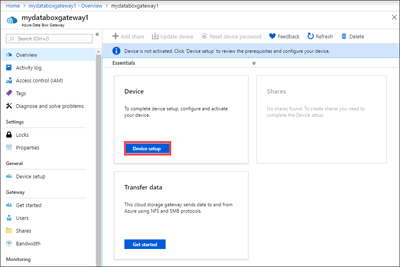 Home > mydataboxgateway1 - Overview > mydataboxgateway1
mydataboxgateway1
Azure Data Box Gateway
Search (Ctrl+/)
Overview
Activity log
Access control (IAM)
Tags
Diagnose and solve problems
Settings
Locks
Properties
General
Device setup
Gateway
Get started
Users
Shares
Bandwidth
Monitoring
Add share
Update device
Reset device password
Feedback
Refresh
Delete
Device is not activated. Click 'Device setup' to review the prerequisites and configure your device.
Essentials
Device
To complete device setup, configure and
activate your device.
Device setup
Shares
No shares found. To create shares you need
to complete the Device setup.
Transfer data
This cloud storage gateway sends data to and from
Azure using NFS and SMB protocols.
Get started